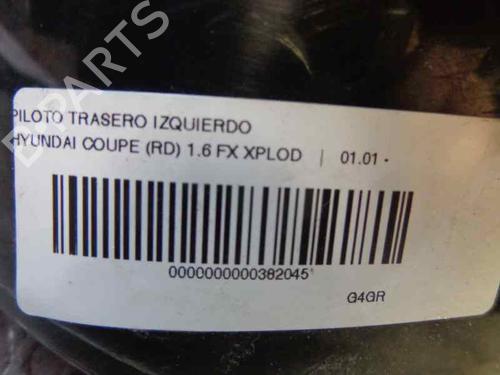 B-PARTS
PILOTO TRASERO IZQUIERDO
HYUNDAI COUPE (RD) 1.6 FX XPLOD | 01.01 -
0000000000382045
G4GR